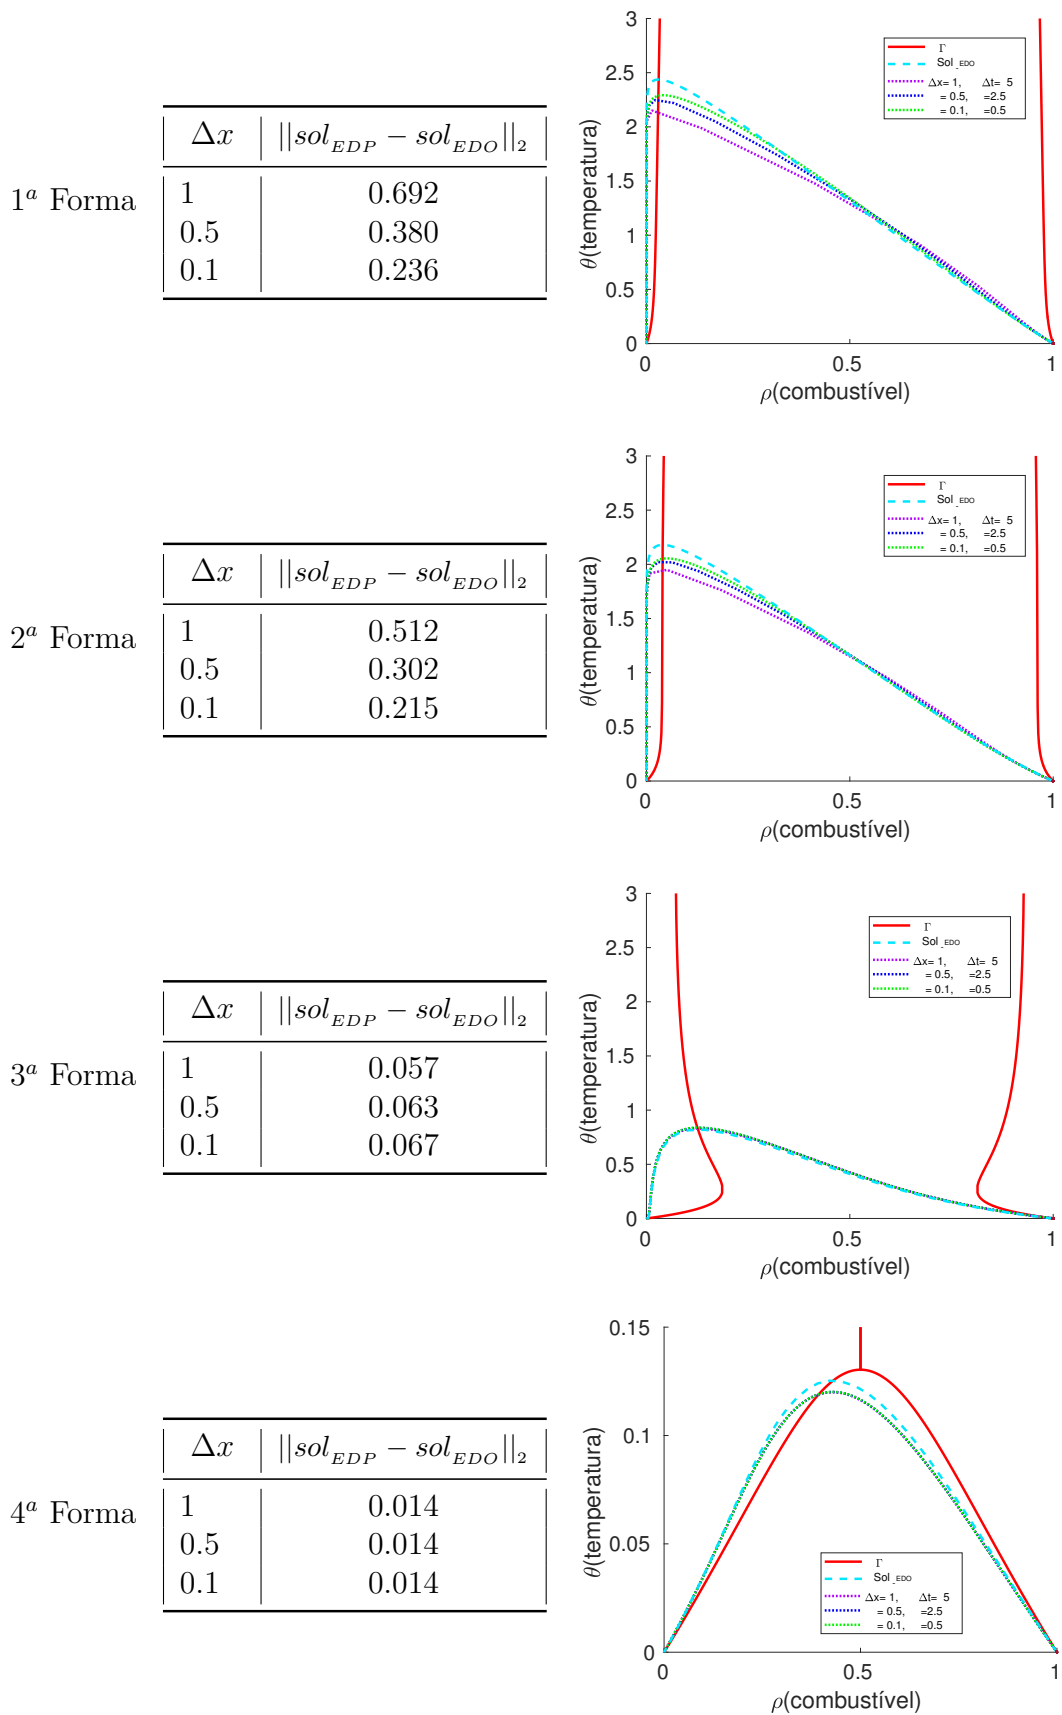 1ª Forma
Δx | ||sol_EDP − sol_EDO||₂
1 0.692
0.5 0.380
0.1 0.236
3
2.5
2
1.5
1
0.5
0
0 0.5 1
θ(temperatura)
ρ(combustível)
Γ
Sol_EDO
Δx= 1, Δt= 5
= 0.5, =2.5
= 0.1, =0.5
2ª Forma
Δx | ||sol_EDP − sol_EDO||₂
1 0.512
0.5 0.302
0.1 0.215
3
2.5
2
1.5
1
0.5
0
0 0.5 1
θ(temperatura)
ρ(combustível)
Γ
Sol_EDO
Δx= 1, Δt= 5
= 0.5, =2.5
= 0.1, =0.5
3ª Forma
Δx | ||sol_EDP − sol_EDO||₂
1 0.057
0.5 0.063
0.1 0.067
3
2.5
2
1.5
1
0.5
0
0 0.5 1
θ(temperatura)
ρ(combustível)
Γ
Sol_EDO
Δx= 1, Δt= 5
= 0.5, =2.5
= 0.1, =0.5
4ª Forma
Δx | ||sol_EDP − sol_EDO||₂
1 0.014
0.5 0.014
0.1 0.014
0.15
0.1
0.05
0
0 0.5 1
θ(temperatura)
ρ(combustível)
Γ
Sol_EDO
Δx= 1, Δt= 5
= 0.5, =2.5
= 0.1, =0.5